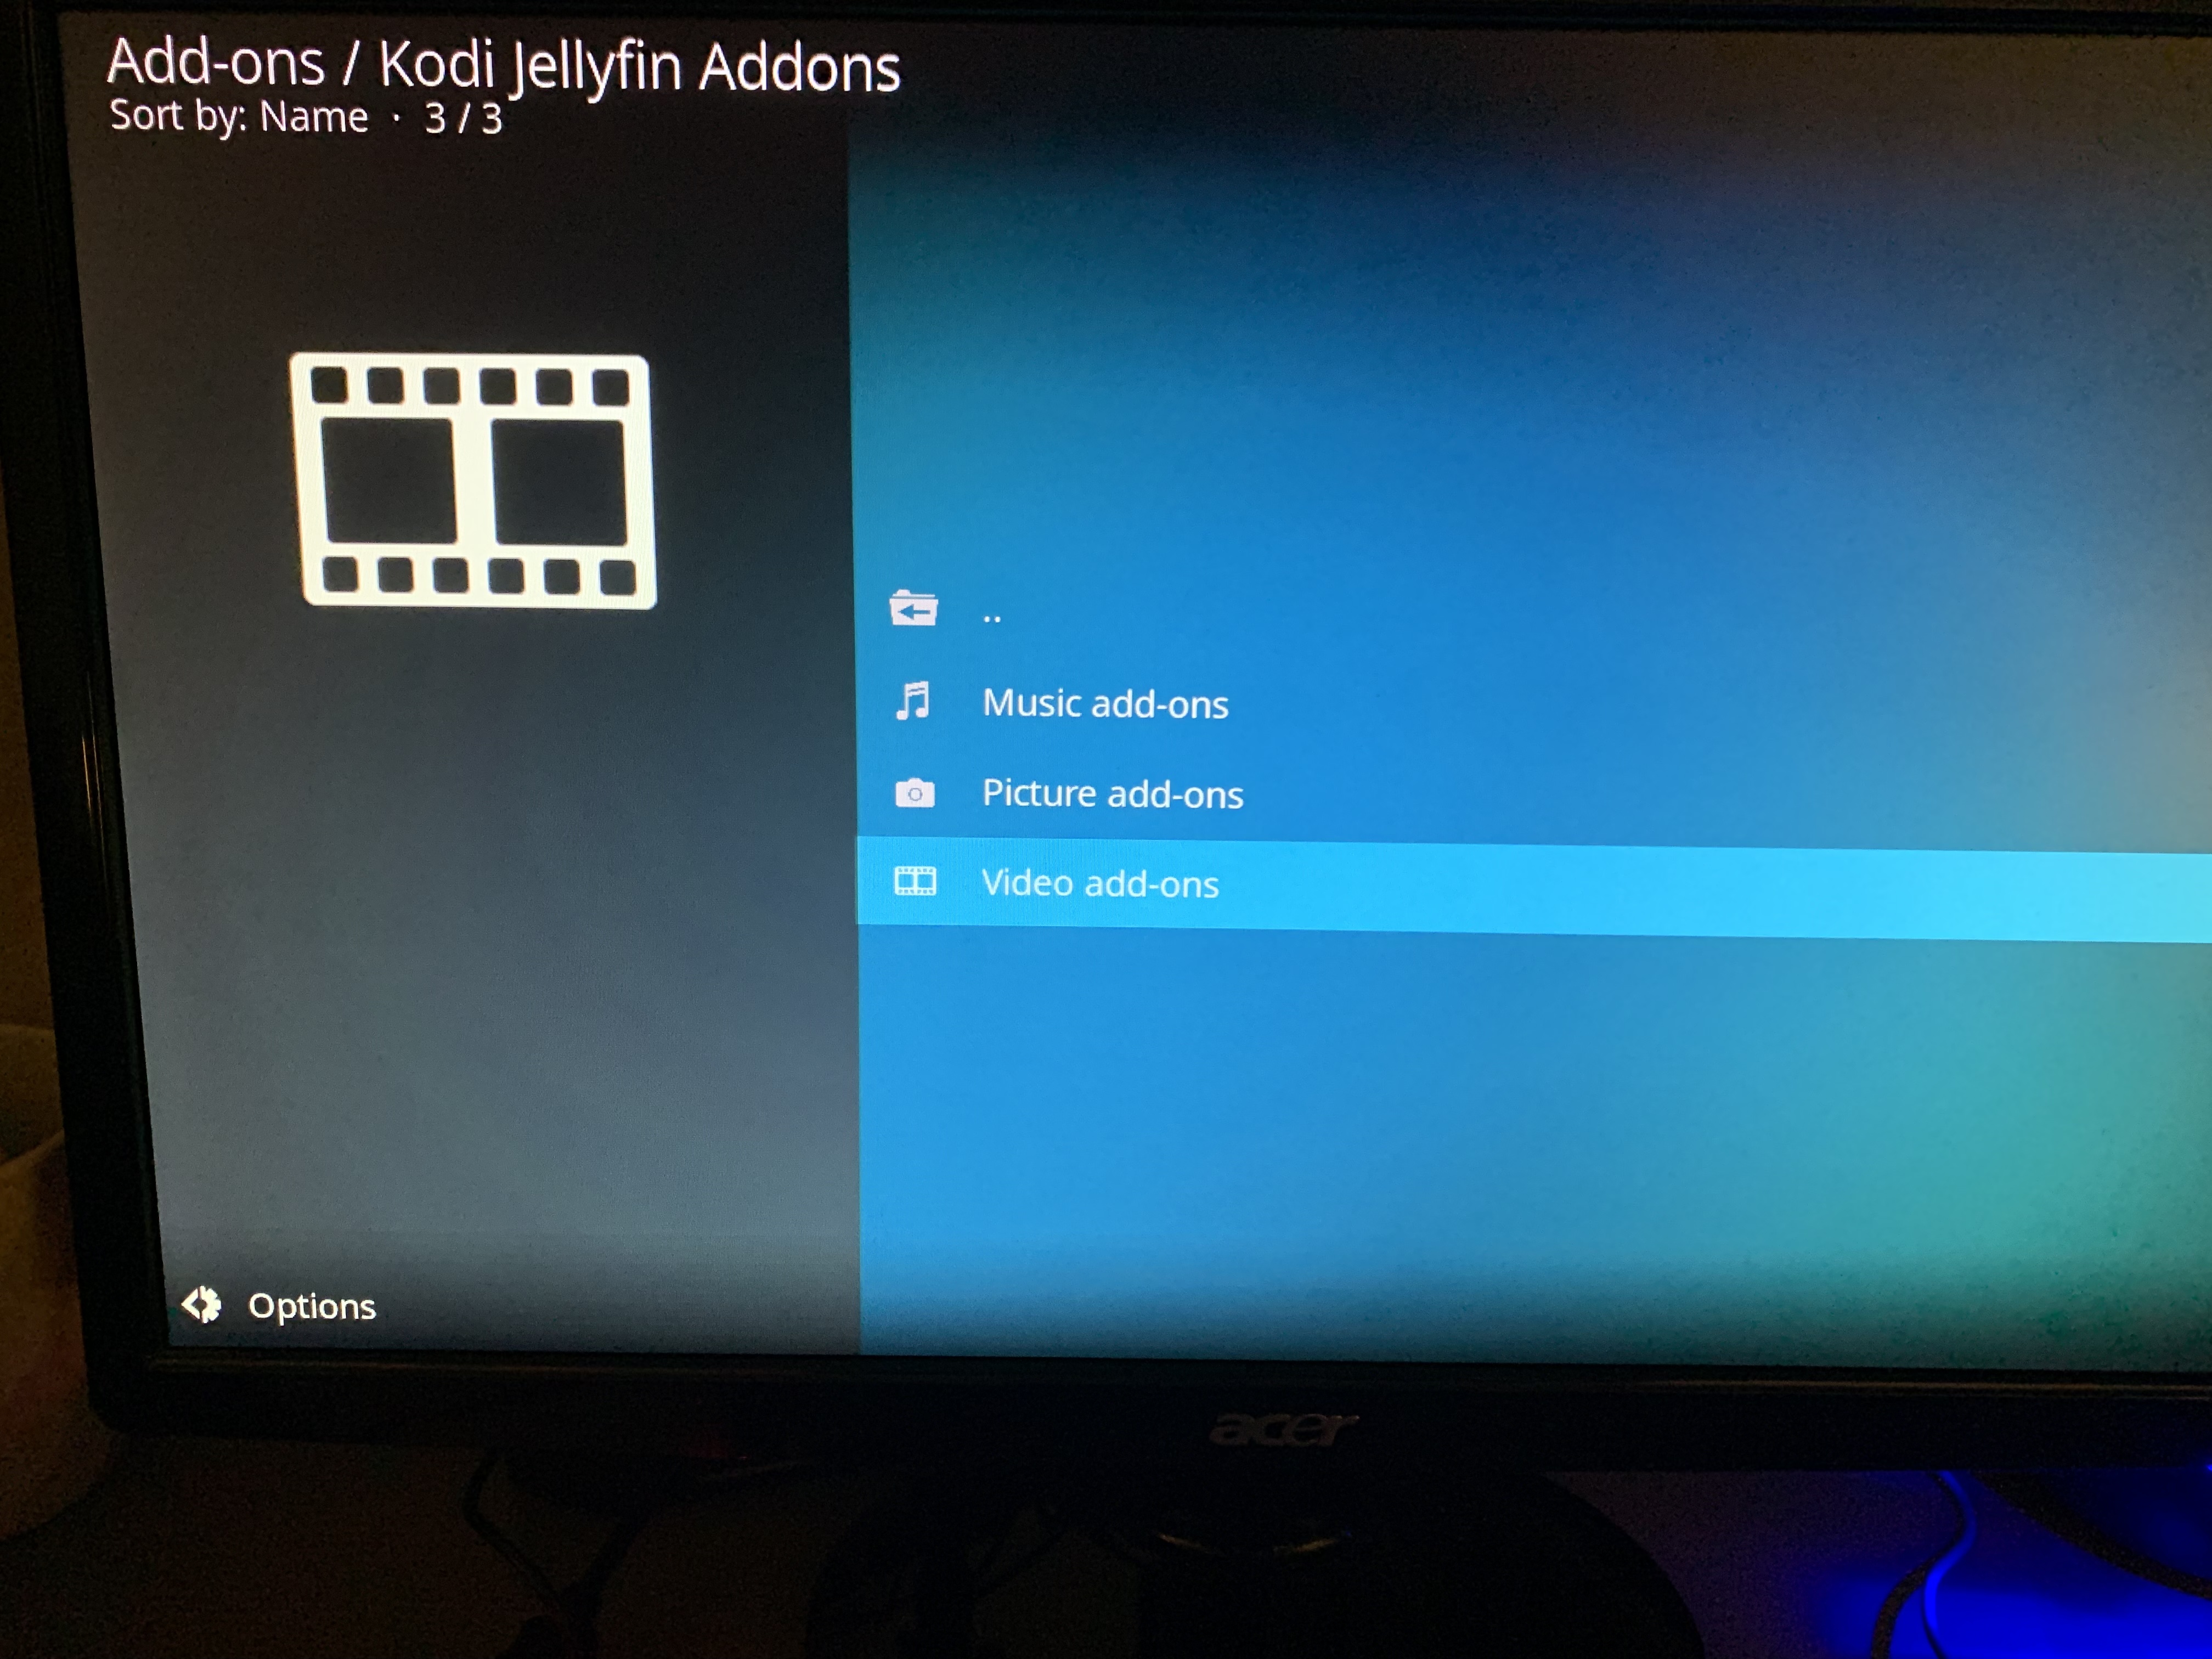 Add-ons / Kodi Jellyfin Addons
Sort by: Name · 3 / 3
..
Music add-ons
Picture add-ons
Video add-ons
Options
acer